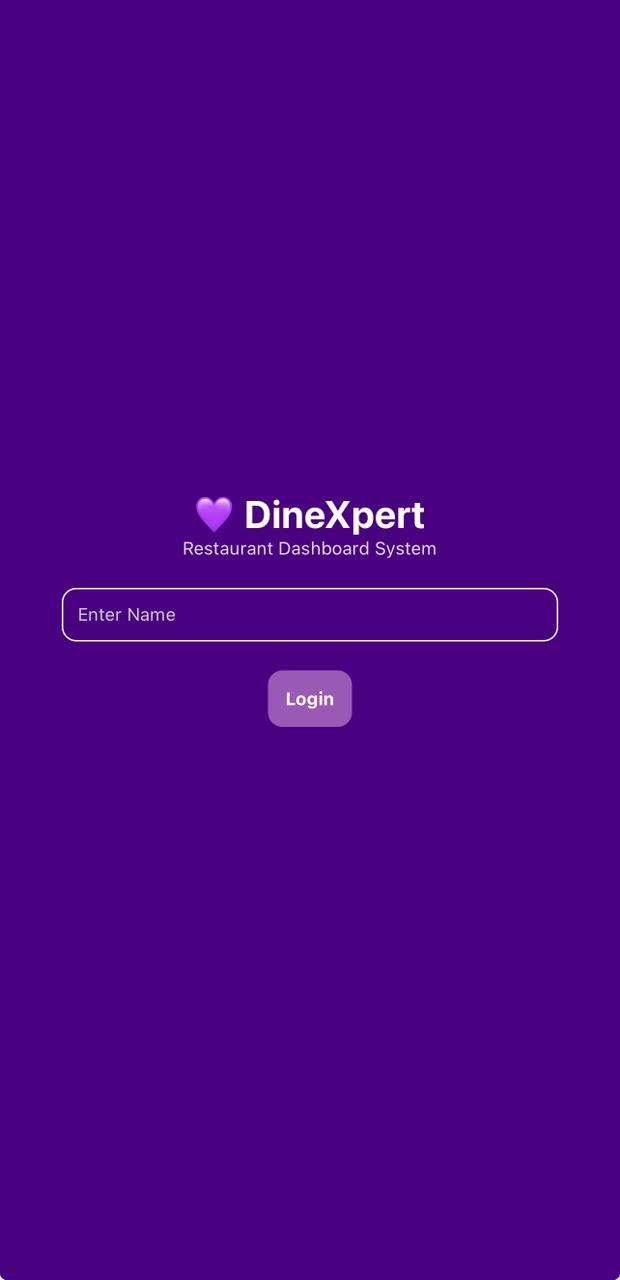 💜 DineXpert
Restaurant Dashboard System
Enter Name
Login